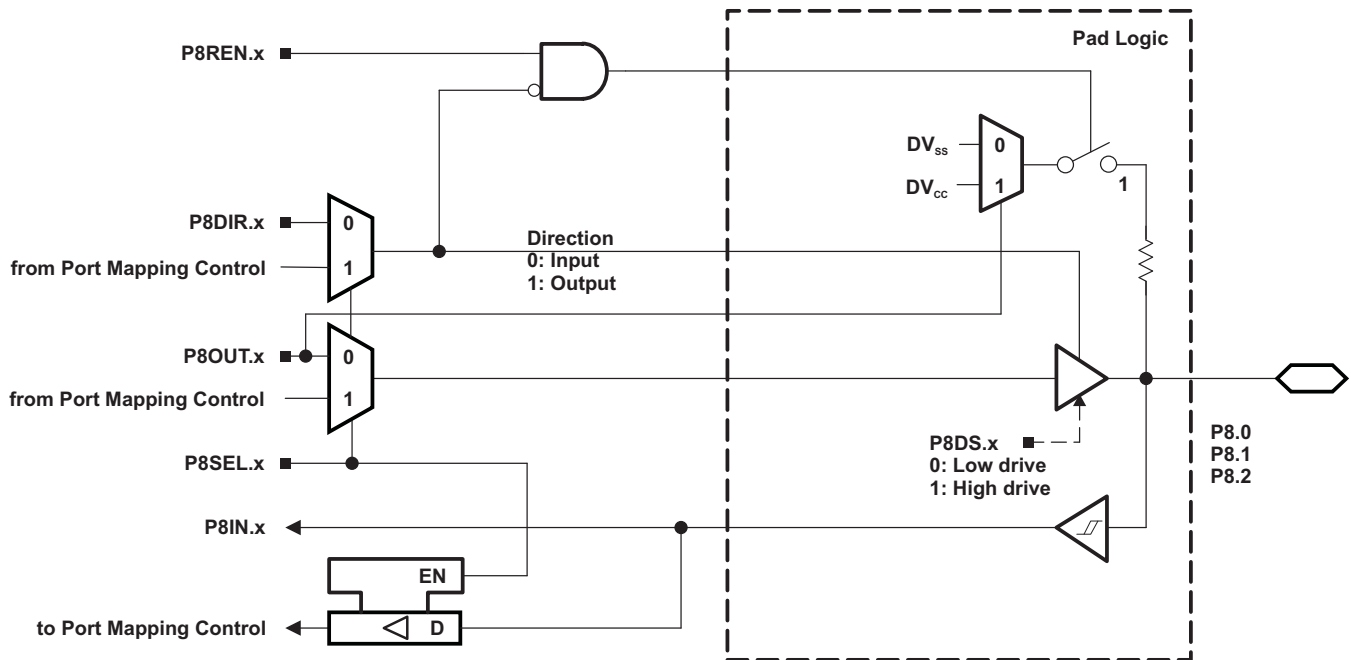 Pad Logic
P8REN.x
DVSS
0
DVCC
1
1
P8DIR.x
0
from Port Mapping Control
1
Direction
0: Input
1: Output
P8OUT.x
0
from Port Mapping Control
1
P8DS.x
0: Low drive
1: High drive
P8.0
P8.1
P8.2
P8SEL.x
P8IN.x
EN
to Port Mapping Control
D